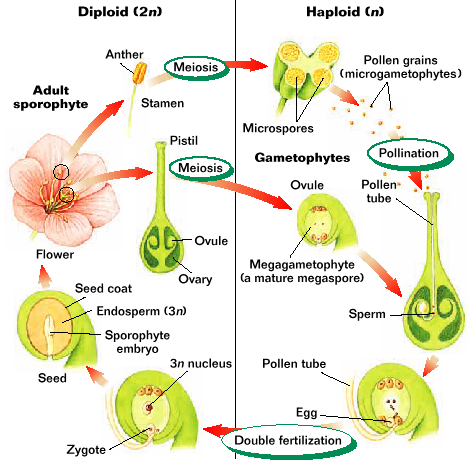 Diploid (2n)
Haploid (n)
Anther
Meiosis
Pollen grains
(microgametophytes)
Adult
sporophyte
Stamen
Microspores
Pistil
Meiosis
Gametophytes
Pollination
Ovule
Pollen
tube
Ovule
Ovary
Flower
Megagametophyte
(a mature megaspore)
Seed coat
Endosperm (3n)
Sporophyte
embryo
Sperm
Seed
3n nucleus
Pollen tube
Egg
Zygote
Double fertilization